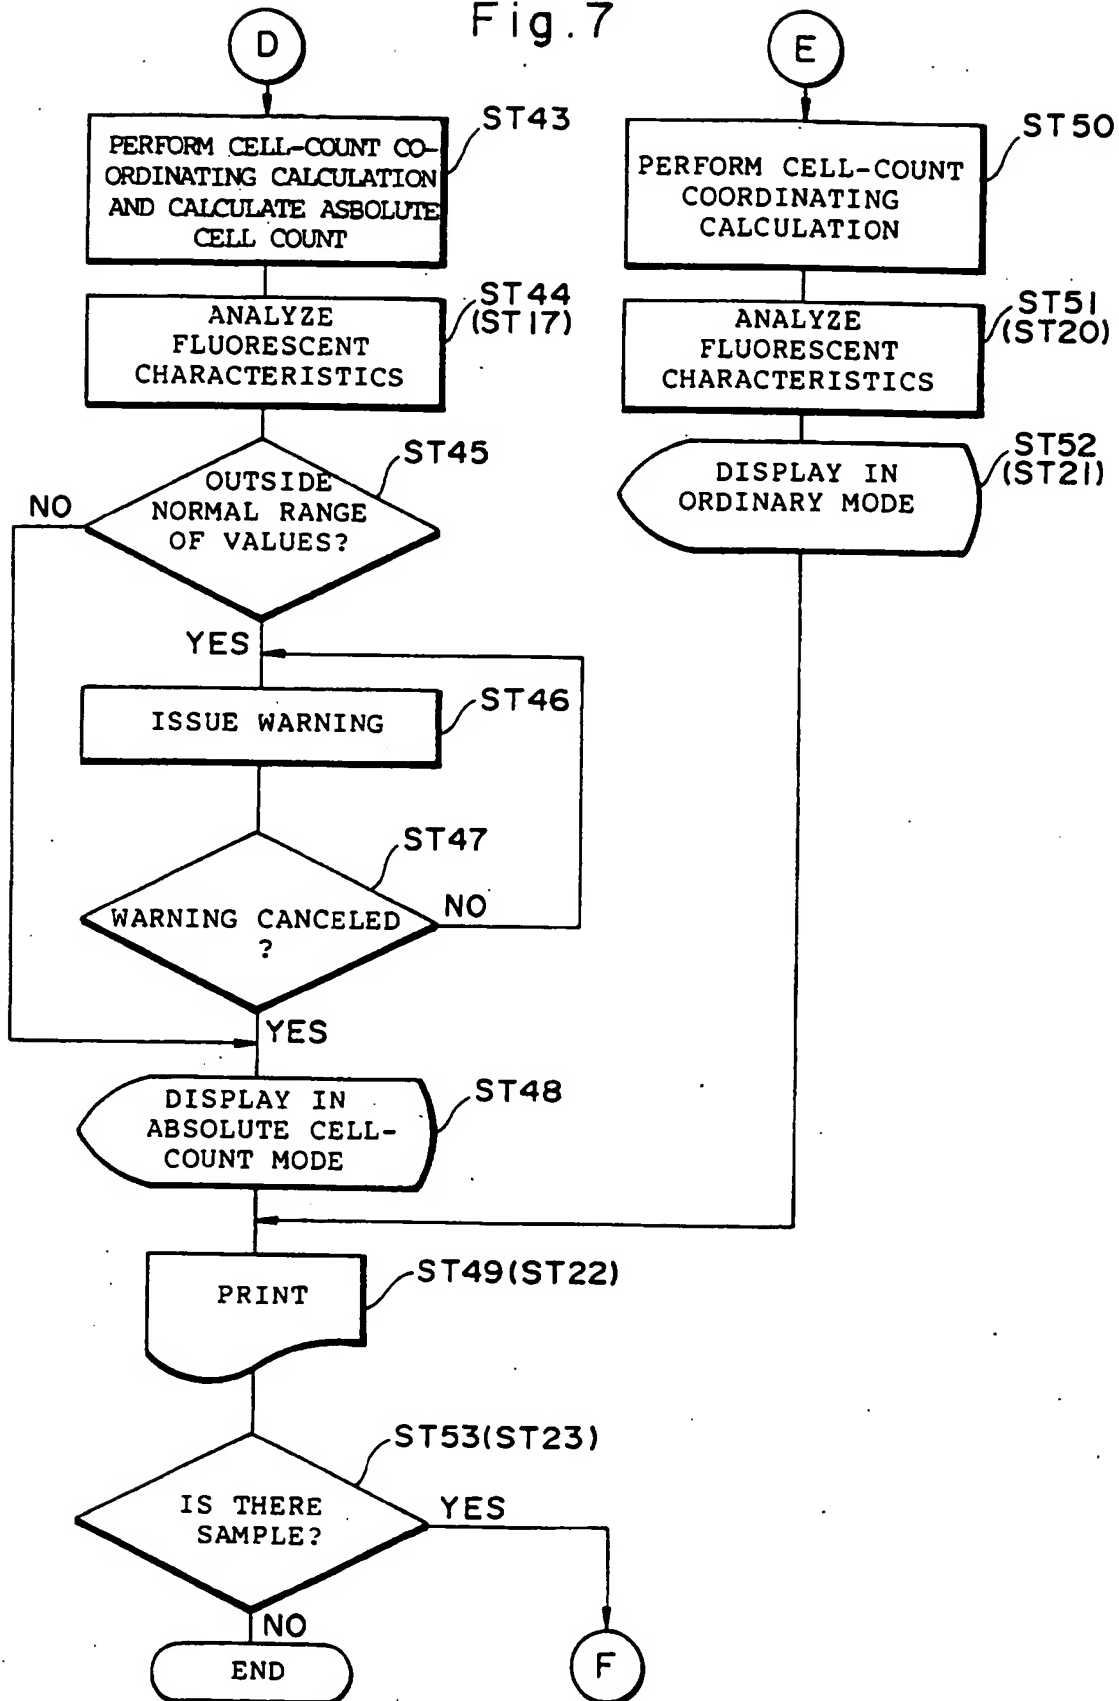 Fig.7
D
ST43
PERFORM CELL-COUNT CO-
ORDINATING CALCULATION
AND CALCULATE ASBOLUTE
CELL COUNT
ST44
(ST17)
ANALYZE
FLUORESCENT
CHARACTERISTICS
ST45
OUTSIDE
NORMAL RANGE
OF VALUES?
NO
YES
ST46
ISSUE WARNING
ST47
WARNING CANCELED
?
NO
YES
ST48
DISPLAY IN
ABSOLUTE CELL-
COUNT MODE
ST49(ST22)
PRINT
ST53(ST23)
IS THERE
SAMPLE?
YES
NO
END
F
E
ST50
PERFORM CELL-COUNT
COORDINATING
CALCULATION
ST51
(ST20)
ANALYZE
FLUORESCENT
CHARACTERISTICS
ST52
(ST21)
DISPLAY IN
ORDINARY MODE